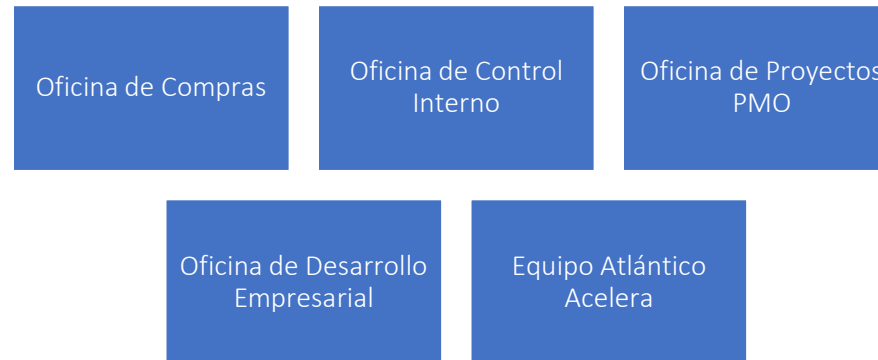 Oficina de Compras
Oficina de Control
Interno
Oficina de Proyectos
PMO
Oficina de Desarrollo
Empresarial
Equipo Atlántico
Acelera